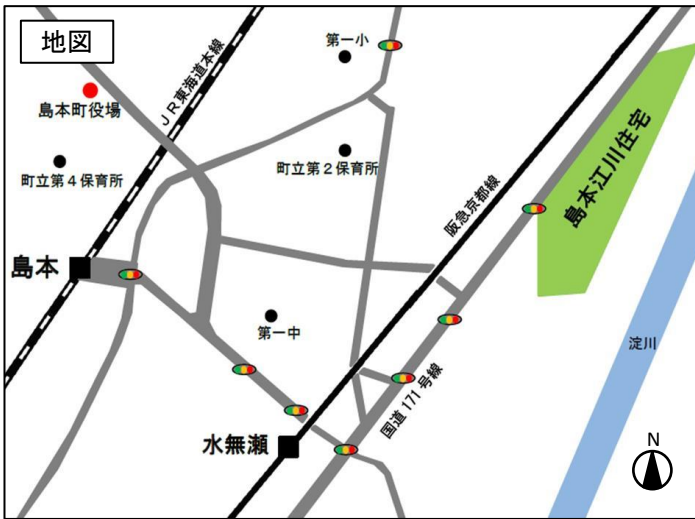 地図
第一小
JR東海道本線
島本町役場
町立第4保育所
町立第2保育所
島本江川住宅
阪急京都線
島本
第一中
淀川
国道171号線
水無瀬
N